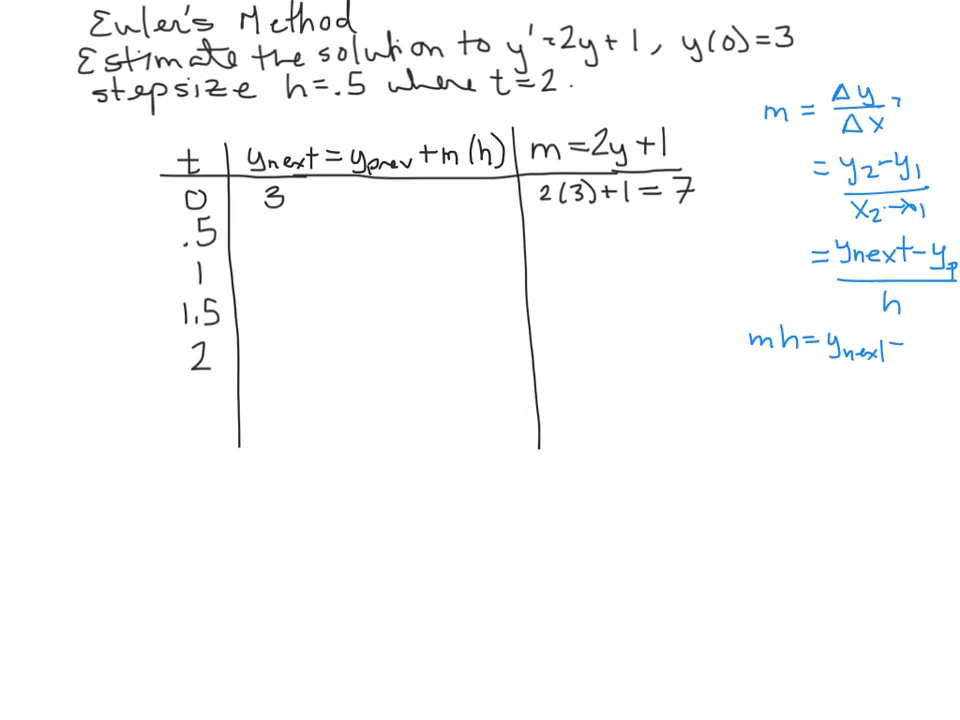 Euler's Method
Estimate the solution to y' = 2y + 1, y(0) = 3
stepsize h = .5 where t = 2.
t | ynext = yprev + m(h) | m = 2y + 1
0 | 3 | 2(3) + 1 = 7
.5
1
1.5
2
m = Δy / Δx =
= y2 - y1 / x2 - x1
= ynext - yp / h
mh = ynext -